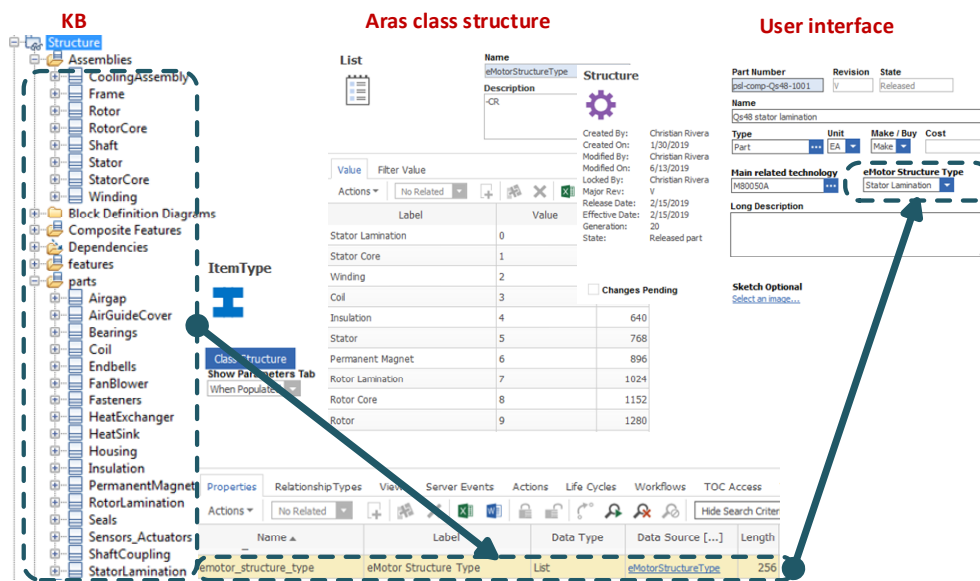 KB
Aras class structure
User interface
Structure
Assemblies
CoolingAssembly
Frame
Rotor
RotorCore
Shaft
Stator
StatorCore
Winding
Block Definition Diagrams
Composite Features
Dependencies
features
parts
Airgap
AirGuideCover
Bearings
Coil
Endbells
FanBlower
Fasteners
HeatExchanger
HeatSink
Housing
Insulation
PermanentMagnet
RotorLamination
Seals
Sensors_Actuators
ShaftCoupling
StatorLamination
List
Name
eMotorStructureType
Description
-CR
Value Filter Value
Actions No Related
Label Value
Stator Lamination 0
Stator Core 1
Winding 2
Coil 3
Insulation 4 640
Stator 5 768
Permanent Magnet 6 896
Rotor Lamination 7 1024
Rotor Core 8 1152
Rotor 9 1280
Structure
Created By: Christian Rivera
Created On: 1/30/2019
Modified By: Christian Rivera
Modified On: 6/13/2019
Locked By: Christian Rivera
Major Rev: V
Release Date: 2/15/2019
Effective Date: 2/15/2019
Generation: 20
State: Released part
Changes Pending
ItemType
Class Structure
Show Parameters Tab
When Populated
Properties RelationshipTypes Views Server Events Actions Life Cycles Workflows TOC Access
Actions No Related Hide Search Criter
Name Label Data Type Data Source [...] Length
emotor_structure_type eMotor Structure Type List eMotorStructureType 256
Part Number Revision State
psl-comp-Qs48-1001 V Released
Name
Qs48 stator lamination
Type Unit Make / Buy Cost
Part EA Make
Main related technology eMotor Structure Type
M80050A Stator Lamination
Long Description
Sketch Optional
Select an image...